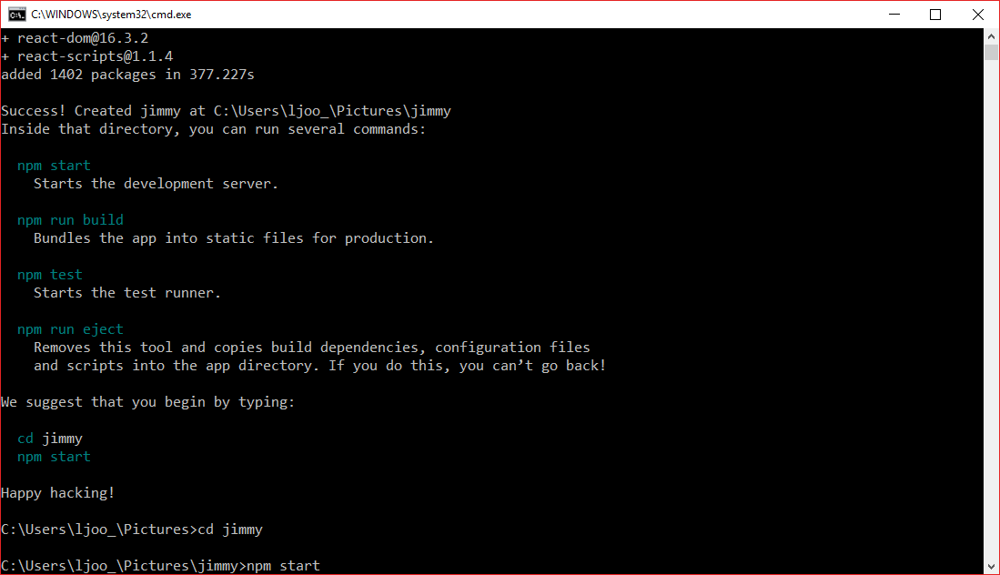 C:\WINDOWS\system32\cmd.exe
+ react-dom@16.3.2
+ react-scripts@1.1.4
added 1402 packages in 377.227s
Success! Created jimmy at C:\Users\ljoo_\Pictures\jimmy
Inside that directory, you can run several commands:
npm start
Starts the development server.
npm run build
Bundles the app into static files for production.
npm test
Starts the test runner.
npm run eject
Removes this tool and copies build dependencies, configuration files
and scripts into the app directory. If you do this, you can’t go back!
We suggest that you begin by typing:
cd jimmy
npm start
Happy hacking!
C:\Users\ljoo_\Pictures>cd jimmy
C:\Users\ljoo_\Pictures\jimmy>npm start